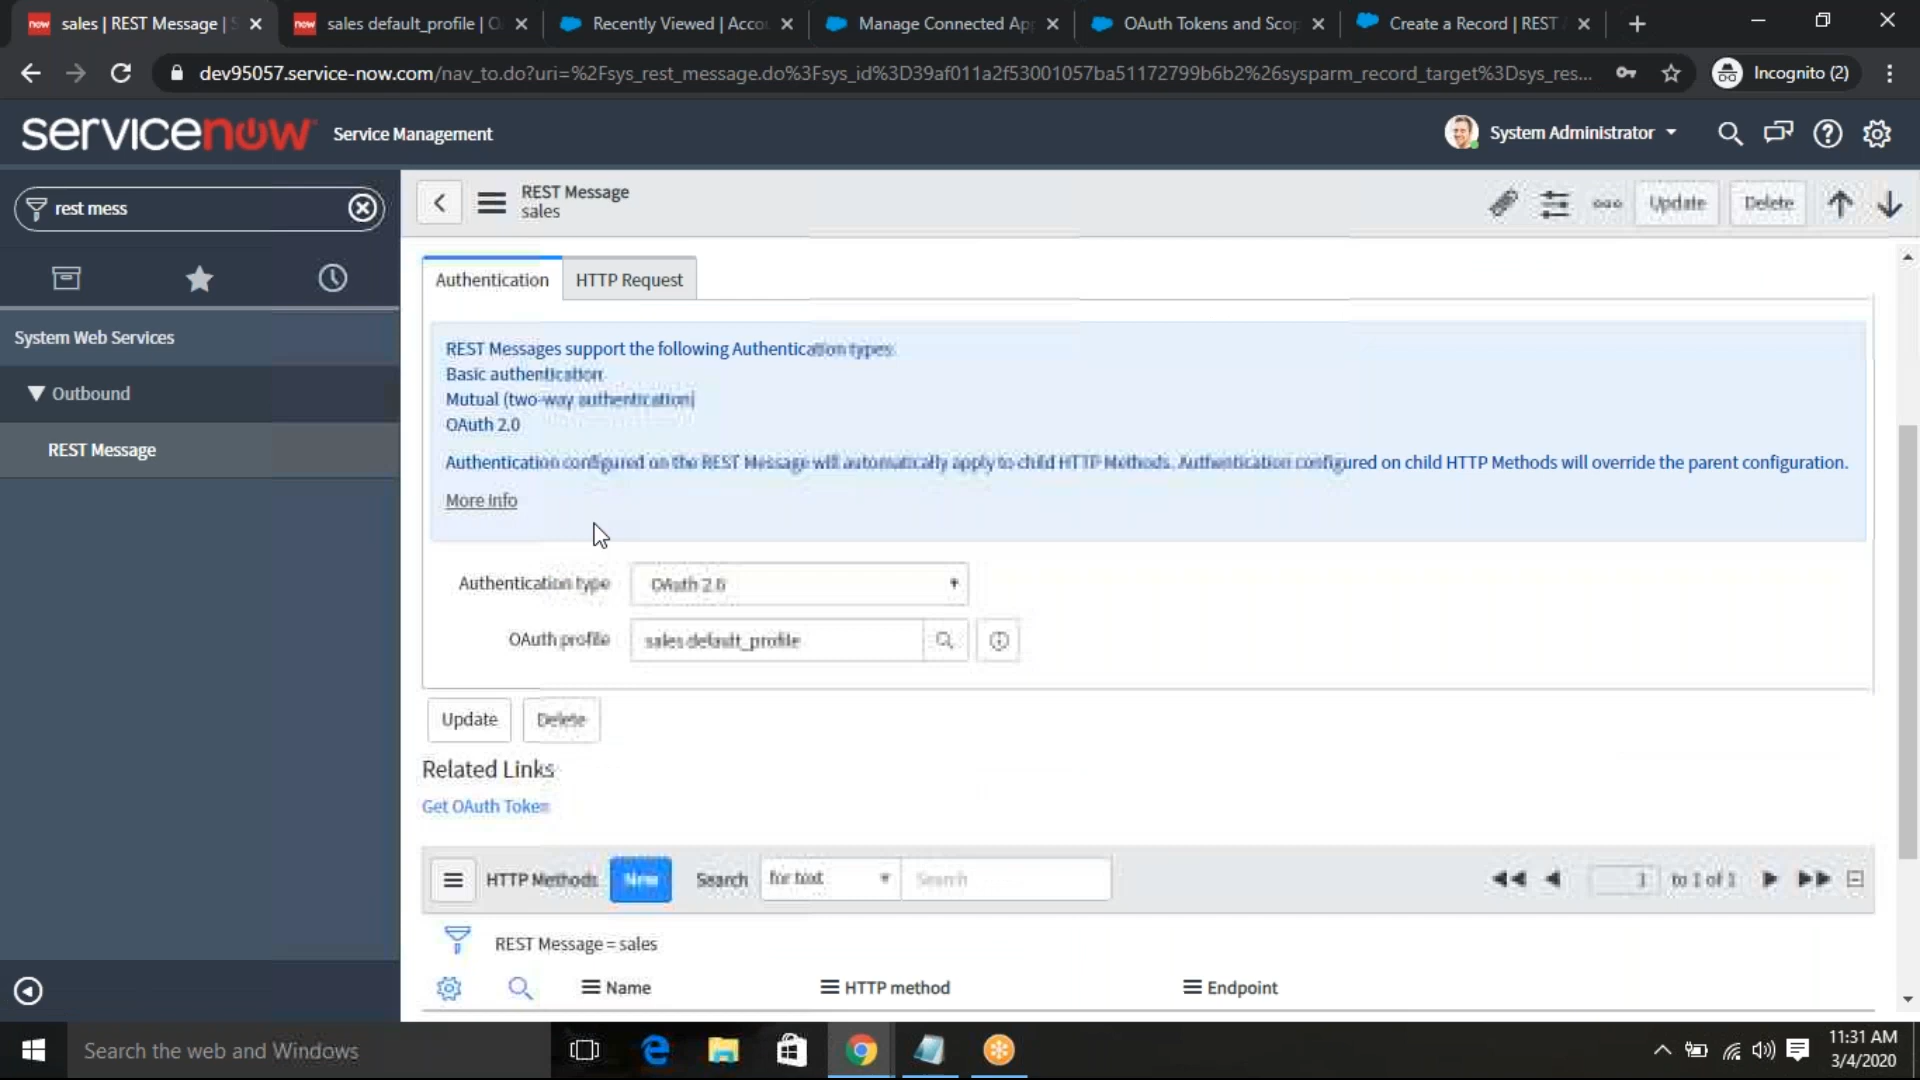 now sales | REST Message | S
now sales default_profile | O
Recently Viewed | Accou
Manage Connected Ap
OAuth Tokens and Scop
Create a Record | REST A
dev95057.service-now.com/nav_to.do?uri=%2Fsys_rest_message.do%3Fsys_id%3D39af011a2f53001057ba51172799b6b2%26sysparm_record_target%3Dsys_res...
Incognito (2)
servicenow Service Management
System Administrator
rest mess
REST Message
sales
Update
Delete
System Web Services
Outbound
REST Message
Authentication
HTTP Request
REST Messages support the following Authentication types:
Basic authentication
Mutual (two-way authentication)
OAuth 2.0
Authentication configured on the REST Message will automatically apply to child HTTP Methods. Authentication configured on child HTTP Methods will override the parent configuration.
More Info
Authentication type
OAuth 2.0
OAuth profile
sales default_profile
Update
Delete
Related Links
Get OAuth Token
HTTP Methods
New
Search
for text
Search
1 to 1 of 1
REST Message = sales
Name
HTTP method
Endpoint
Search the web and Windows
11:31 AM
3/4/2020